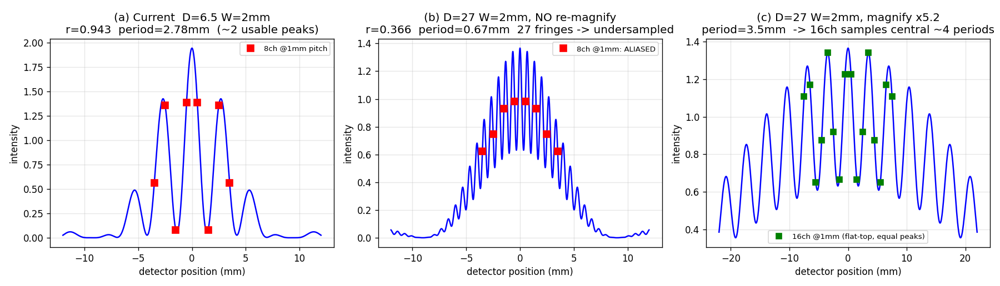 (a) Current  D=6.5 W=2mm
r=0.943  period=2.78mm  (~2 usable peaks)
8ch @1mm pitch
2.00
1.75
1.50
1.25
1.00
0.75
0.50
0.25
0.00
intensity
−10
−5
0
5
10
detector position (mm)
(b) D=27 W=2mm, NO re-magnify
r=0.366  period=0.67mm  27 fringes -> undersampled
8ch @1mm: ALIASED
1.4
1.2
1.0
0.8
0.6
0.4
0.2
0.0
intensity
−10
−5
0
5
10
detector position (mm)
(c) D=27 W=2mm, magnify x5.2
period=3.5mm  -> 16ch samples central ~4 periods
1.4
1.2
1.0
0.8
0.6
0.4
intensity
16ch @1mm (flat-top, equal peaks)
−20
−10
0
10
20
detector position (mm)